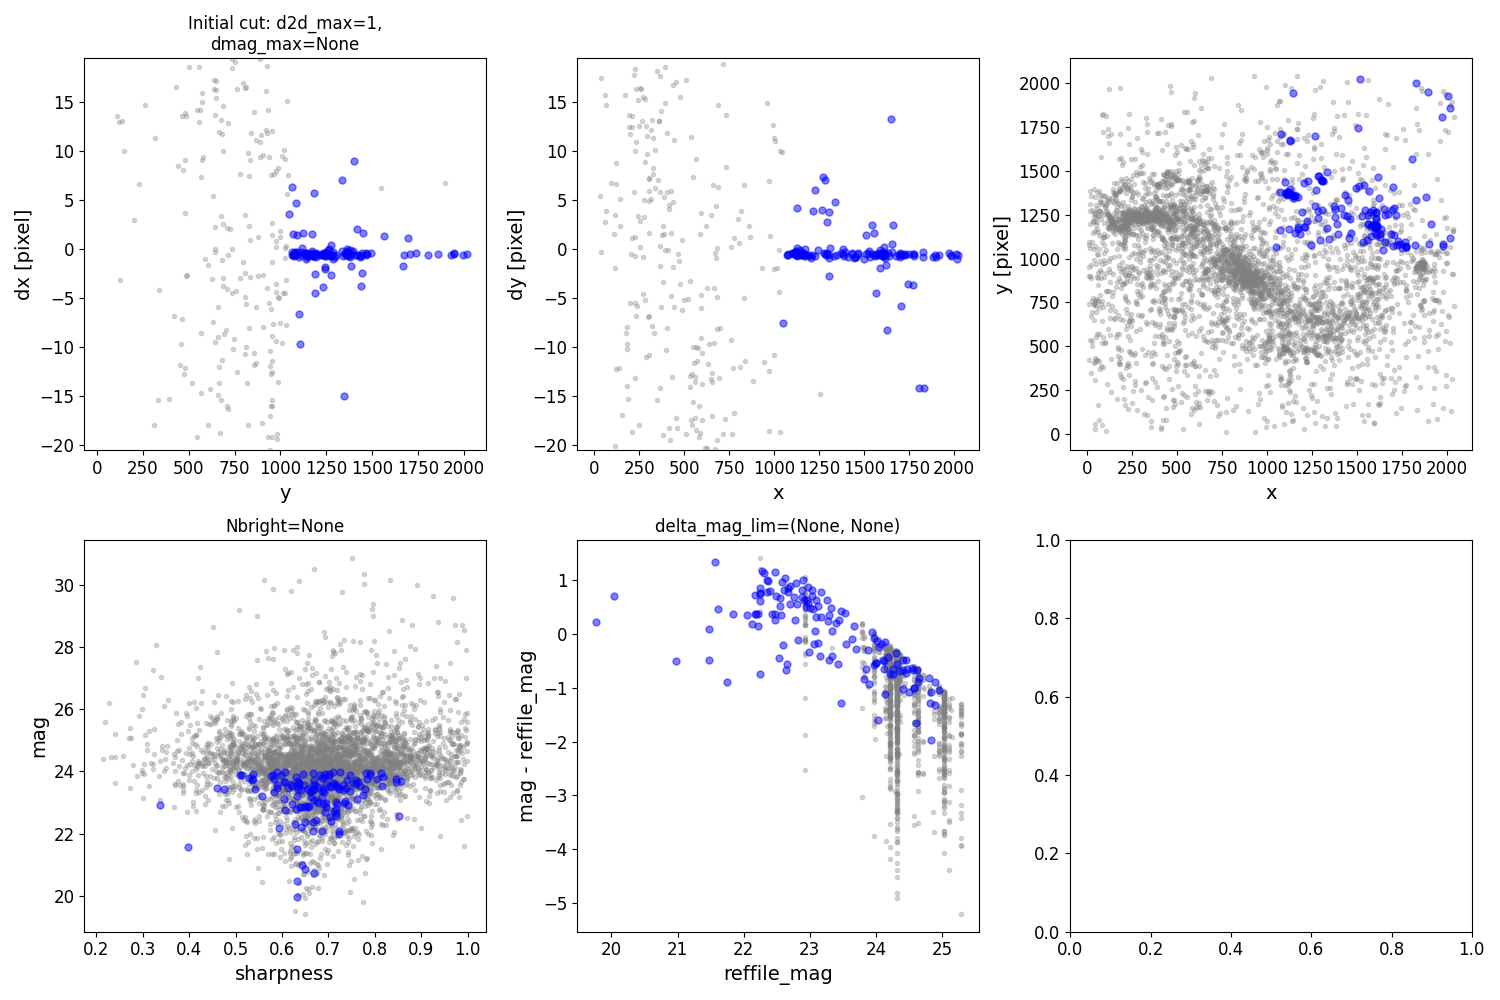 Initial cut: d2d_max=1,
dmag_max=None
15
10
5
0
−5
−10
−15
−20
dx [pixel]
0 250 500 750 1000 1250 1500 1750 2000
y
15
10
5
0
−5
−10
−15
−20
dy [pixel]
0 250 500 750 1000 1250 1500 1750 2000
x
2000
1750
1500
1250
1000
750
500
250
0
y [pixel]
0 250 500 750 1000 1250 1500 1750 2000
x
Nbright=None
30
28
26
24
22
20
mag
0.2 0.3 0.4 0.5 0.6 0.7 0.8 0.9 1.0
sharpness
delta_mag_lim=(None, None)
1
0
−1
−2
−3
−4
−5
mag - reffile_mag
20 21 22 23 24 25
reffile_mag
1.0
0.8
0.6
0.4
0.2
0.0
0.0 0.2 0.4 0.6 0.8 1.0